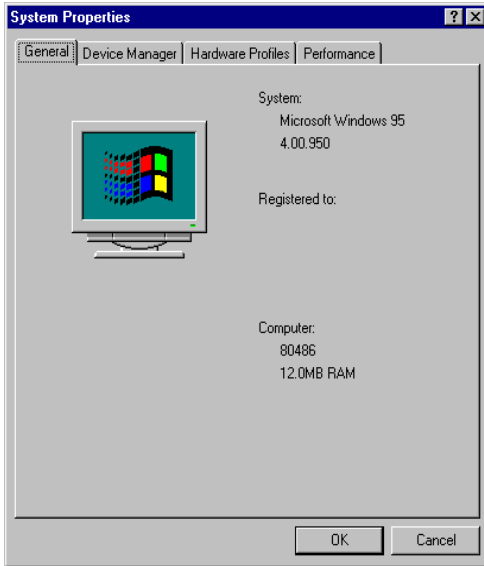 System Properties
General Device Manager Hardware Profiles Performance
System:
Microsoft Windows 95
4.00.950
Registered to:
Computer:
80486
12.0MB RAM
OK Cancel